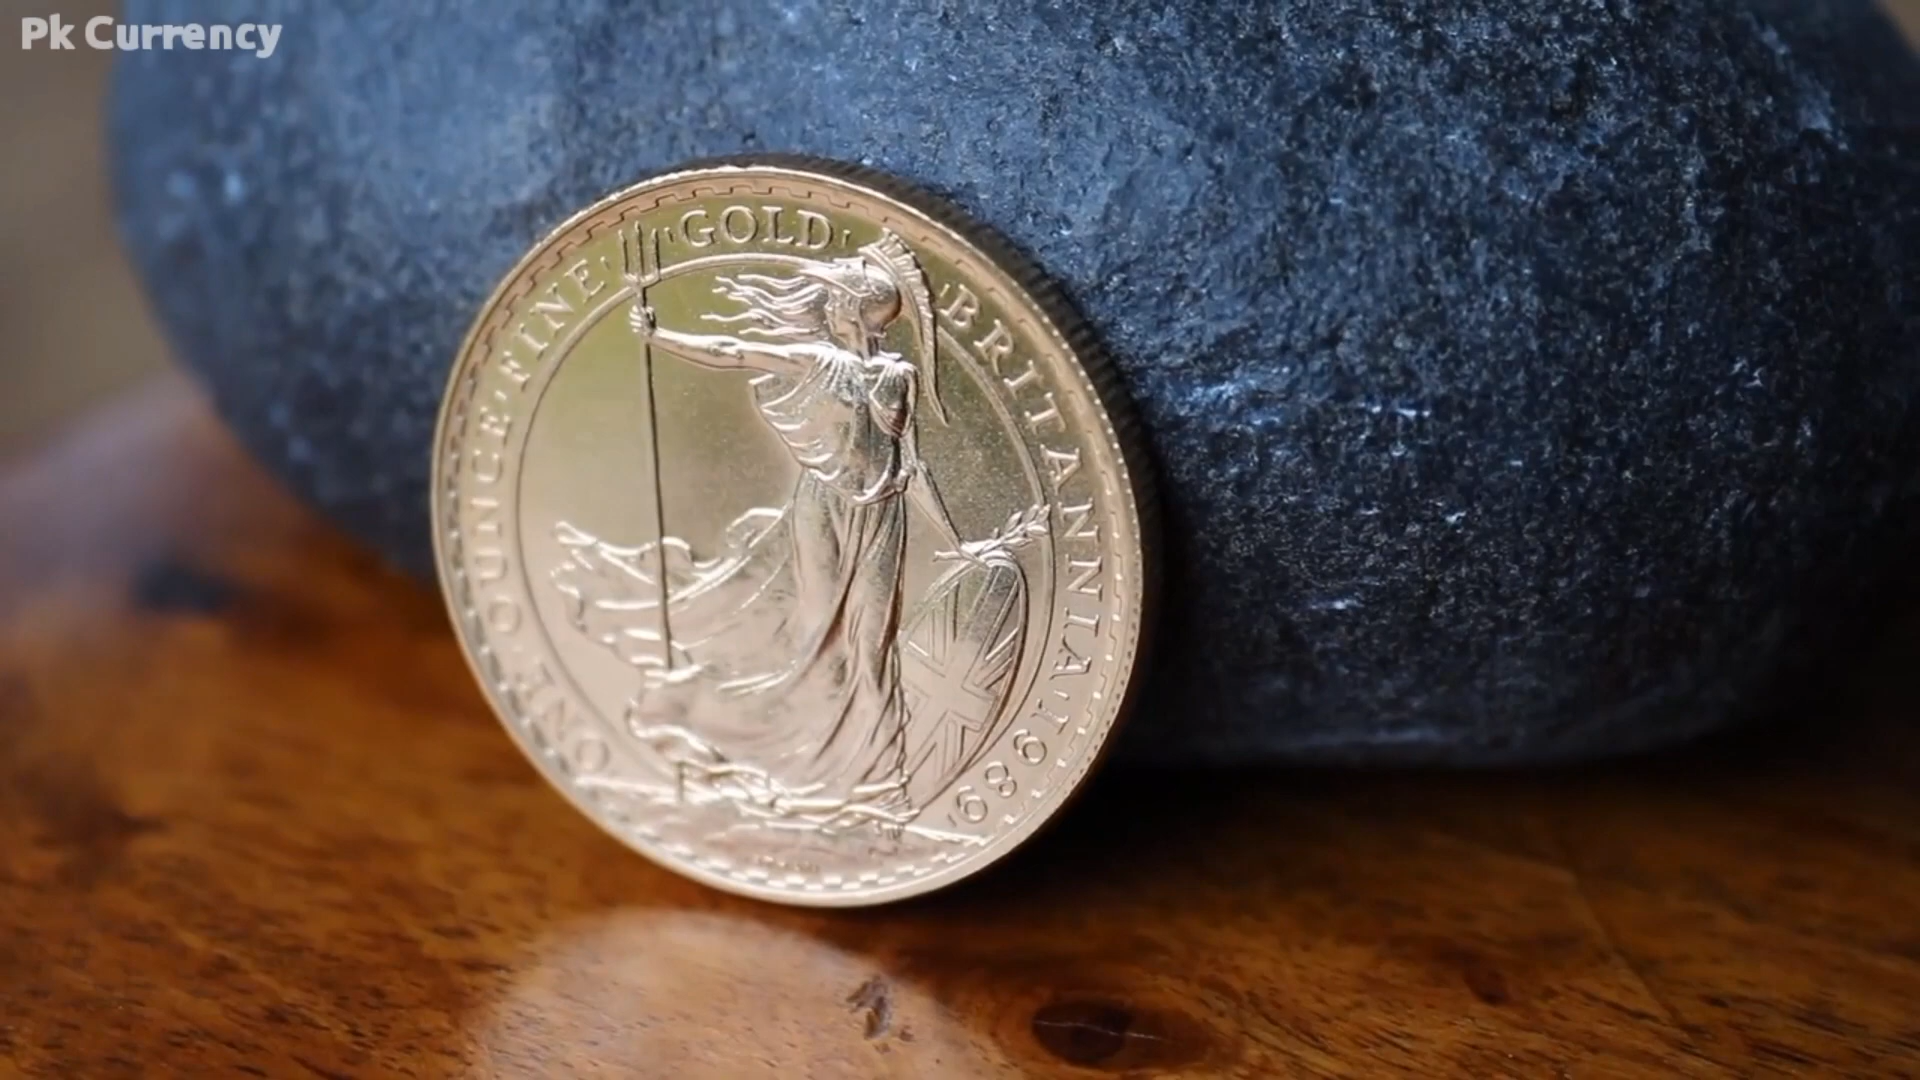 Pk Currency
ONE · OUNCE · FINE GOLD BRITANNIA · 1989